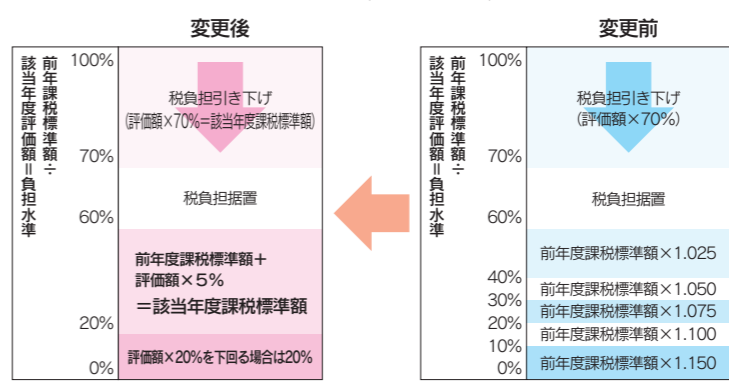 変更後
前年課税標準額÷
該当年度評価額＝負担水準
100%
70%
60%
20%
0%
税負担引き下げ
(評価額×70%＝該当年度課税標準額)
税負担据置
前年度課税標準額＋
評価額×5%
＝該当年度課税標準額
評価額×20%を下回る場合は20%
変更前
前年課税標準額÷
該当年度評価額＝負担水準
100%
70%
60%
40%
30%
20%
10%
0%
税負担引き下げ
(評価額×70%)
税負担据置
前年度課税標準額×1.025
前年度課税標準額×1.050
前年度課税標準額×1.075
前年度課税標準額×1.100
前年度課税標準額×1.150